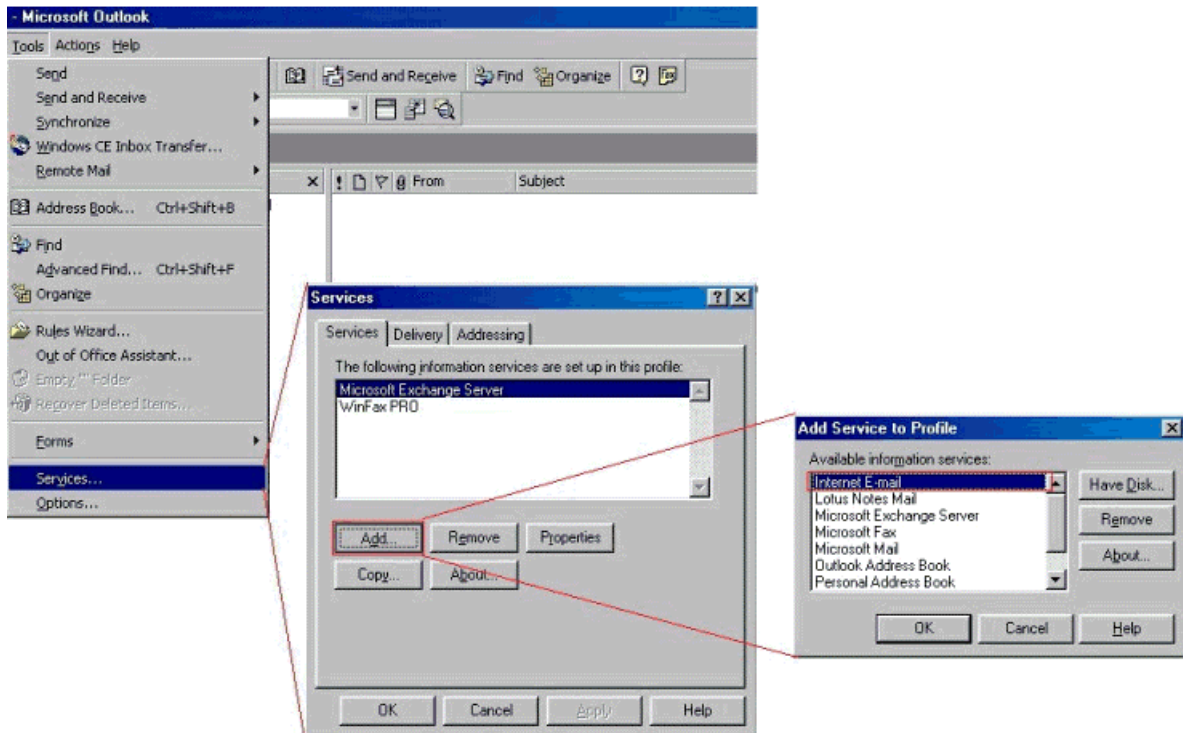 - Microsoft Outlook
Tools Actions Help
Send
Send and Receive
Synchronize
Windows CE Inbox Transfer...
Remote Mail
Address Book... Ctrl+Shift+B
Find
Advanced Find... Ctrl+Shift+F
Organize
Rules Wizard...
Out of Office Assistant...
Empty "" Folder
Recover Deleted Items...
Forms
Services...
Options...
Send and Receive Find Organize
From Subject
Services
Services Delivery Addressing
The following information services are set up in this profile:
Microsoft Exchange Server
WinFax PRO
Add... Remove Properties
Copy... About...
OK Cancel Apply Help
Add Service to Profile
Available information services:
Internet E-mail
Lotus Notes Mail
Microsoft Exchange Server
Microsoft Fax
Microsoft Mail
Outlook Address Book
Personal Address Book
Have Disk...
Remove
About...
OK Cancel Help